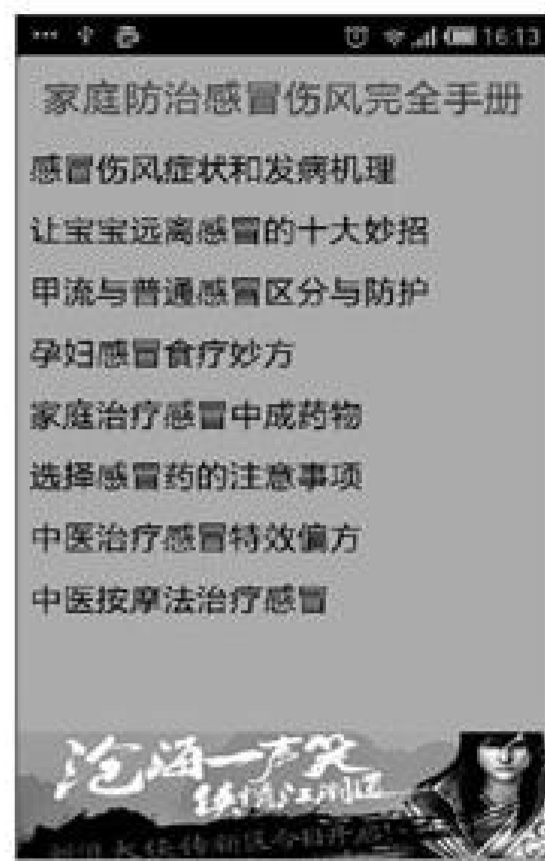 16:13
家庭防治感冒伤风完全手册
感冒伤风症状和发病机理
让宝宝远离感冒的十大妙招
甲流与普通感冒区分与防护
孕妇感冒食疗妙方
家庭治疗感冒中成药物
选择感冒药的注意事项
中医治疗感冒特效偏方
中医按摩法治疗感冒
沧海一声笑